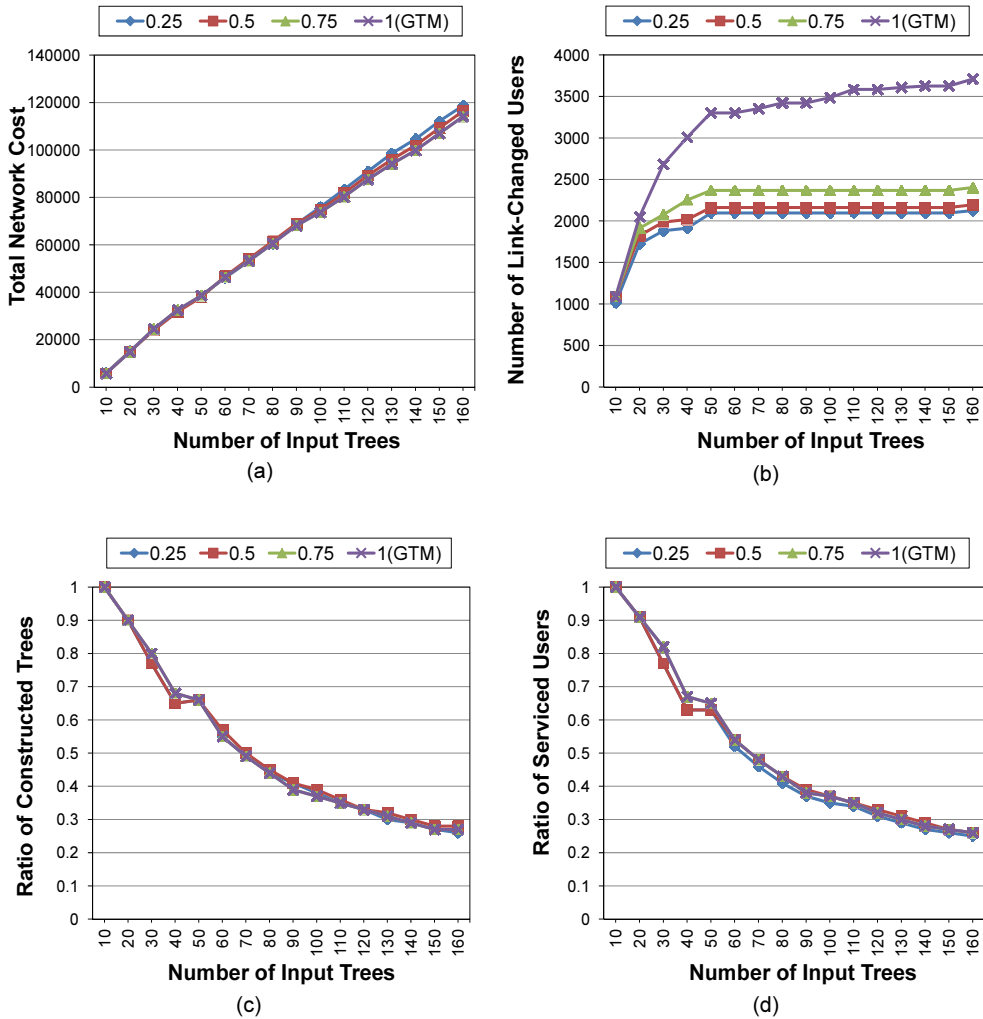 0.25 0.5 0.75 1(GTM)
140000
120000
100000
80000
60000
40000
20000
0
Total Network Cost
10 20 30 40 50 60 70 80 90 100 110 120 130 140 150 160
Number of Input Trees
(a)
0.25 0.5 0.75 1(GTM)
4000
3500
3000
2500
2000
1500
1000
500
0
Number of Link-Changed Users
10 20 30 40 50 60 70 80 90 100 110 120 130 140 150 160
Number of Input Trees
(b)
0.25 0.5 0.75 1(GTM)
1
0.9
0.8
0.7
0.6
0.5
0.4
0.3
0.2
0.1
0
Ratio of Constructed Trees
10 20 30 40 50 60 70 80 90 100 110 120 130 140 150 160
Number of Input Trees
(c)
0.25 0.5 0.75 1(GTM)
1
0.9
0.8
0.7
0.6
0.5
0.4
0.3
0.2
0.1
0
Ratio of Serviced Users
10 20 30 40 50 60 70 80 90 100 110 120 130 140 150 160
Number of Input Trees
(d)